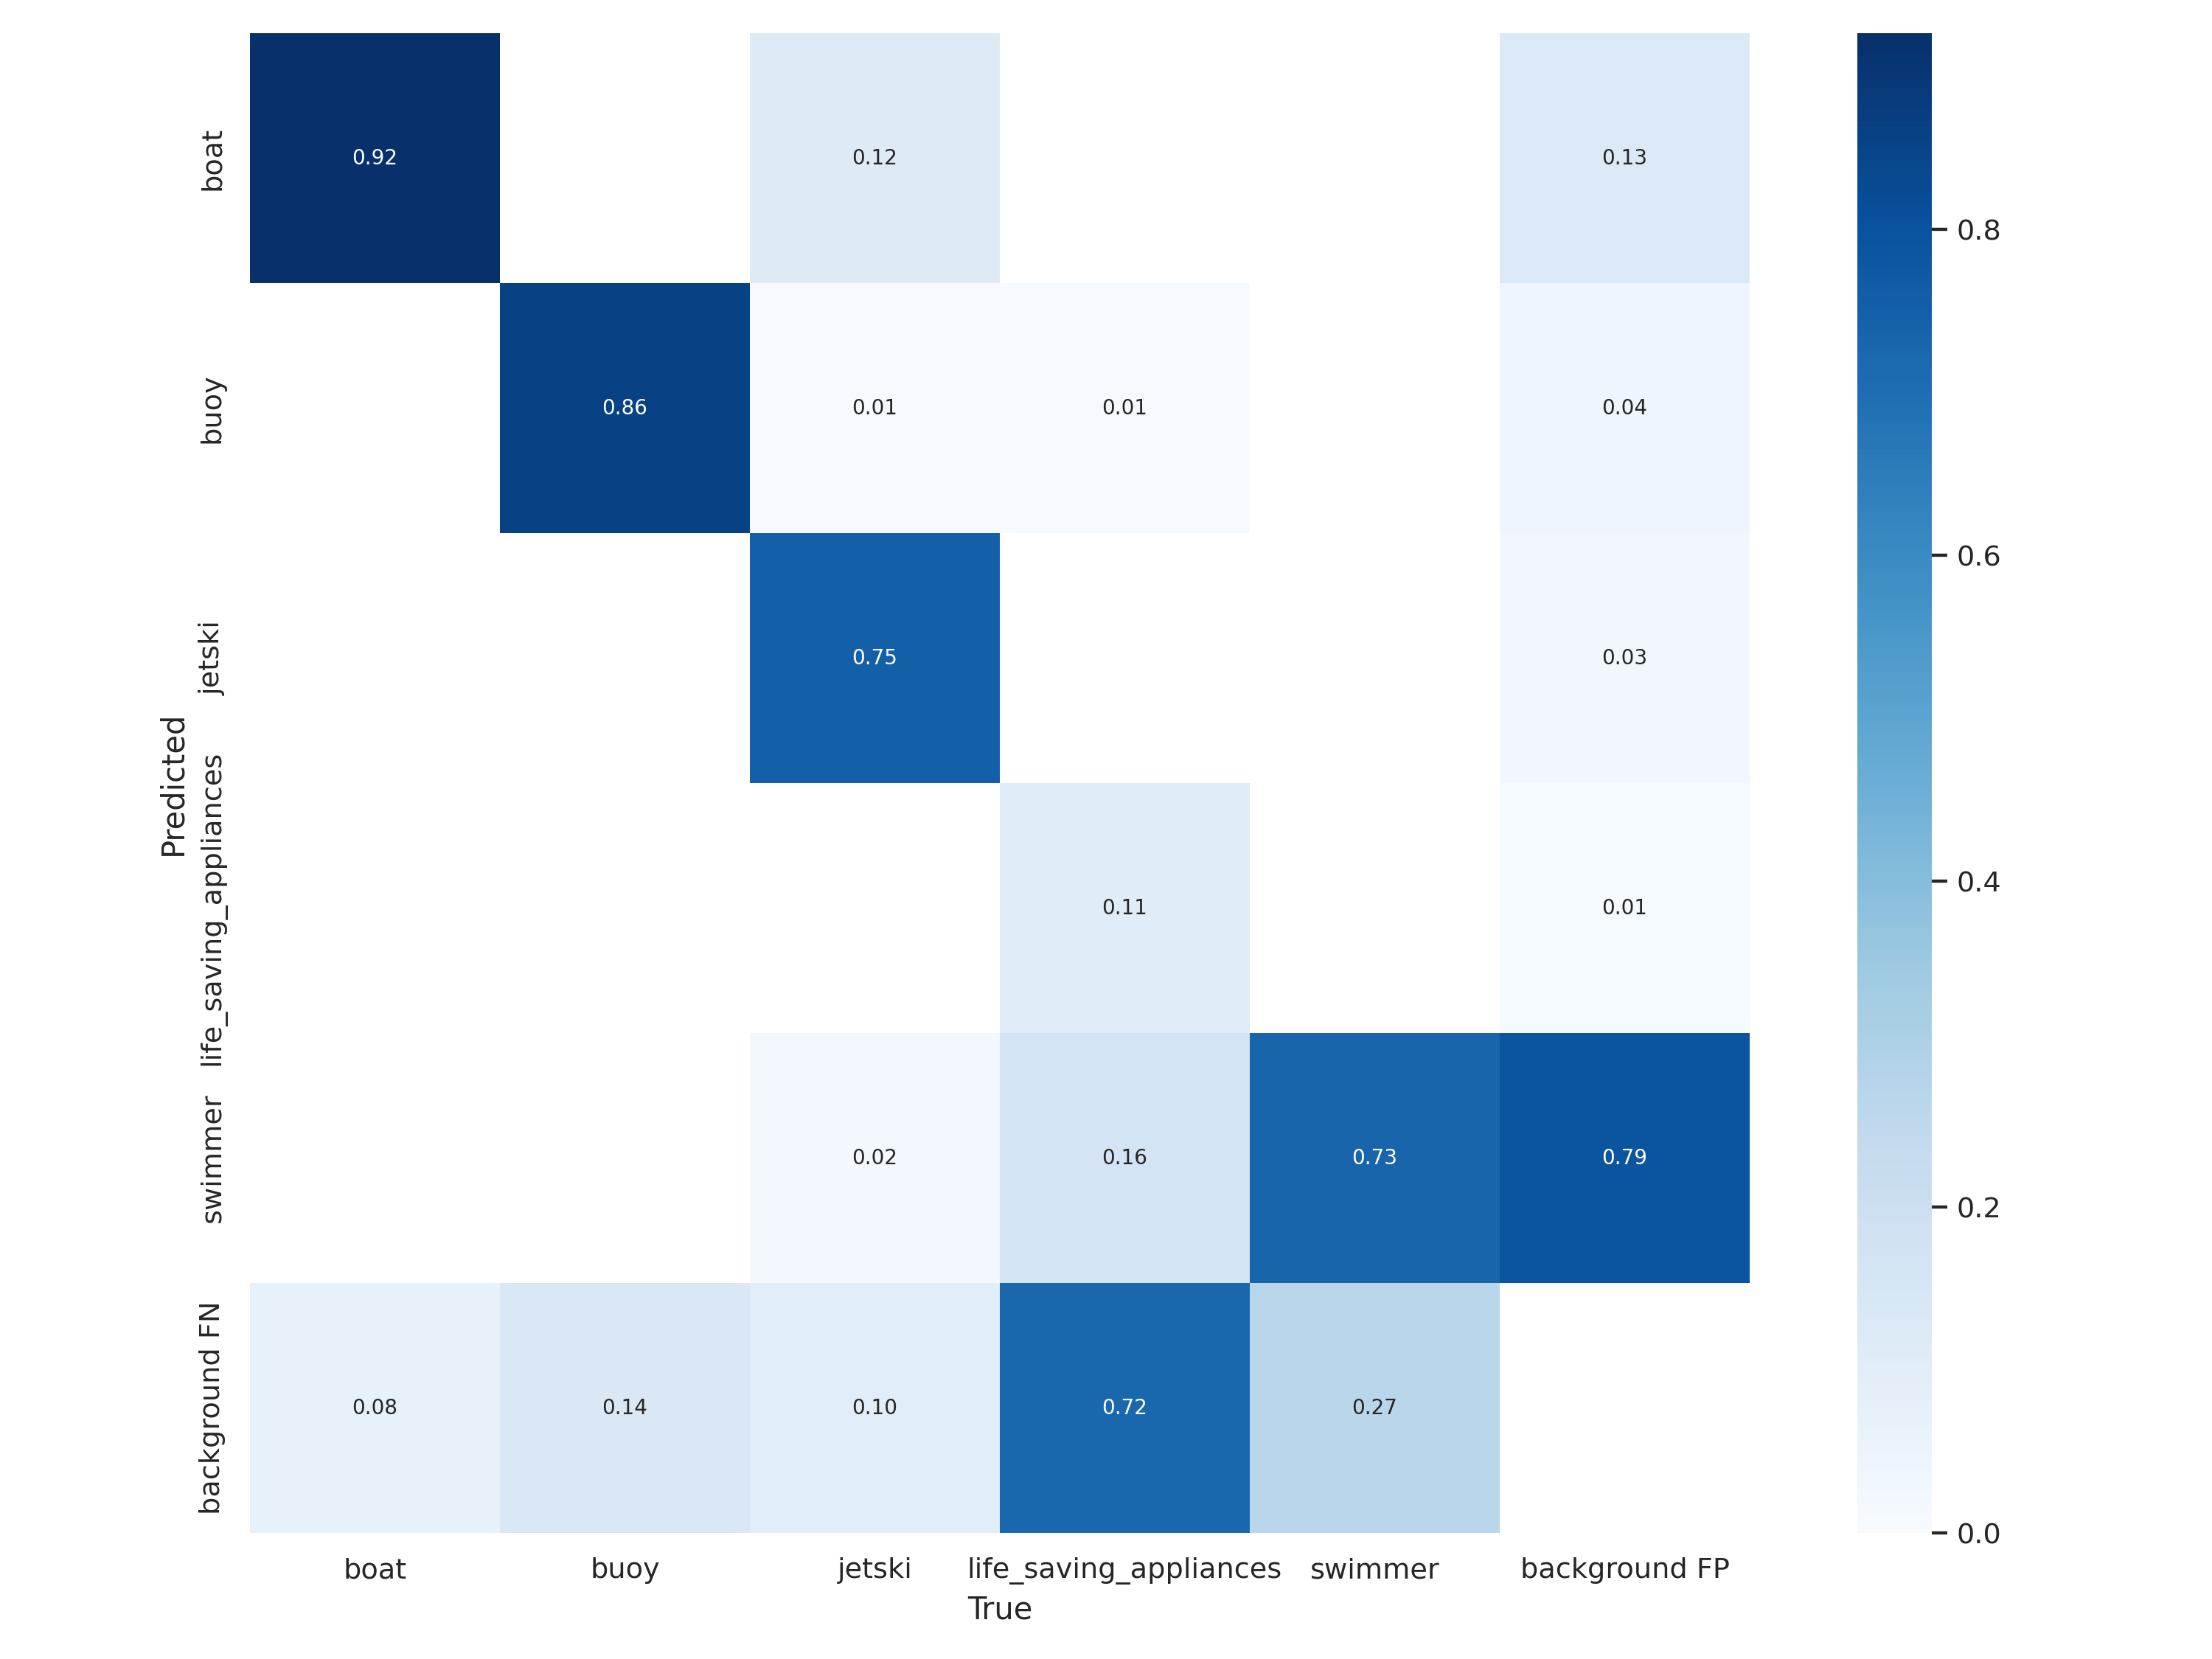 boat
0.92
0.12
0.13
buoy
0.86
0.01
0.01
0.04
jetski
0.75
0.03
life_saving_appliances
0.11
0.01
swimmer
0.02
0.16
0.73
0.79
background FN
0.08
0.14
0.10
0.72
0.27
Predicted
boat
buoy
jetski
life_saving_appliances
swimmer
background FP
True
0.8
0.6
0.4
0.2
0.0